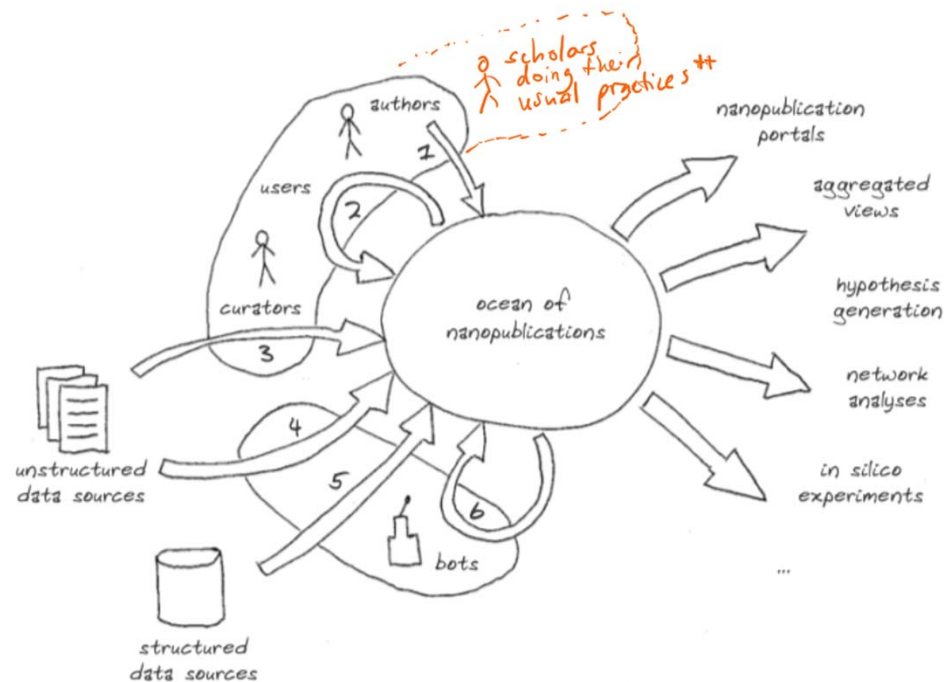 scholars
doing their
usual practices**
authors
1
users
2
curators
3
unstructured
data sources
4
5
6
bots
structured
data sources
ocean of
nanopublications
nanopublication
portals
aggregated
views
hypothesis
generation
network
analyses
in silico
experiments
...